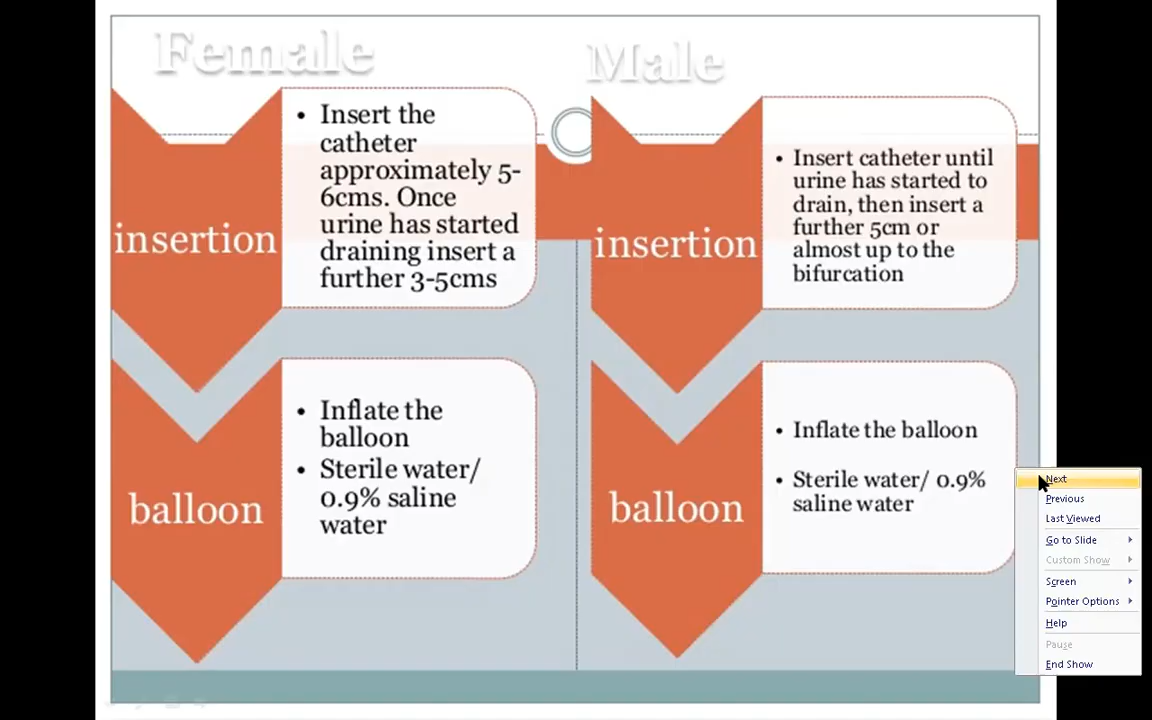 Female
insertion
• Insert the
catheter
approximately 5-
6cms. Once
urine has started
draining insert a
further 3-5cms
balloon
• Inflate the
balloon
• Sterile water/
0.9% saline
water
Male
insertion
• Insert catheter until
urine has started to
drain, then insert a
further 5cm or
almost up to the
bifurcation
balloon
• Inflate the balloon
• Sterile water/ 0.9%
saline water
Next
Previous
Last Viewed
Go to Slide
Custom Show
Screen
Pointer Options
Help
Pause
End Show